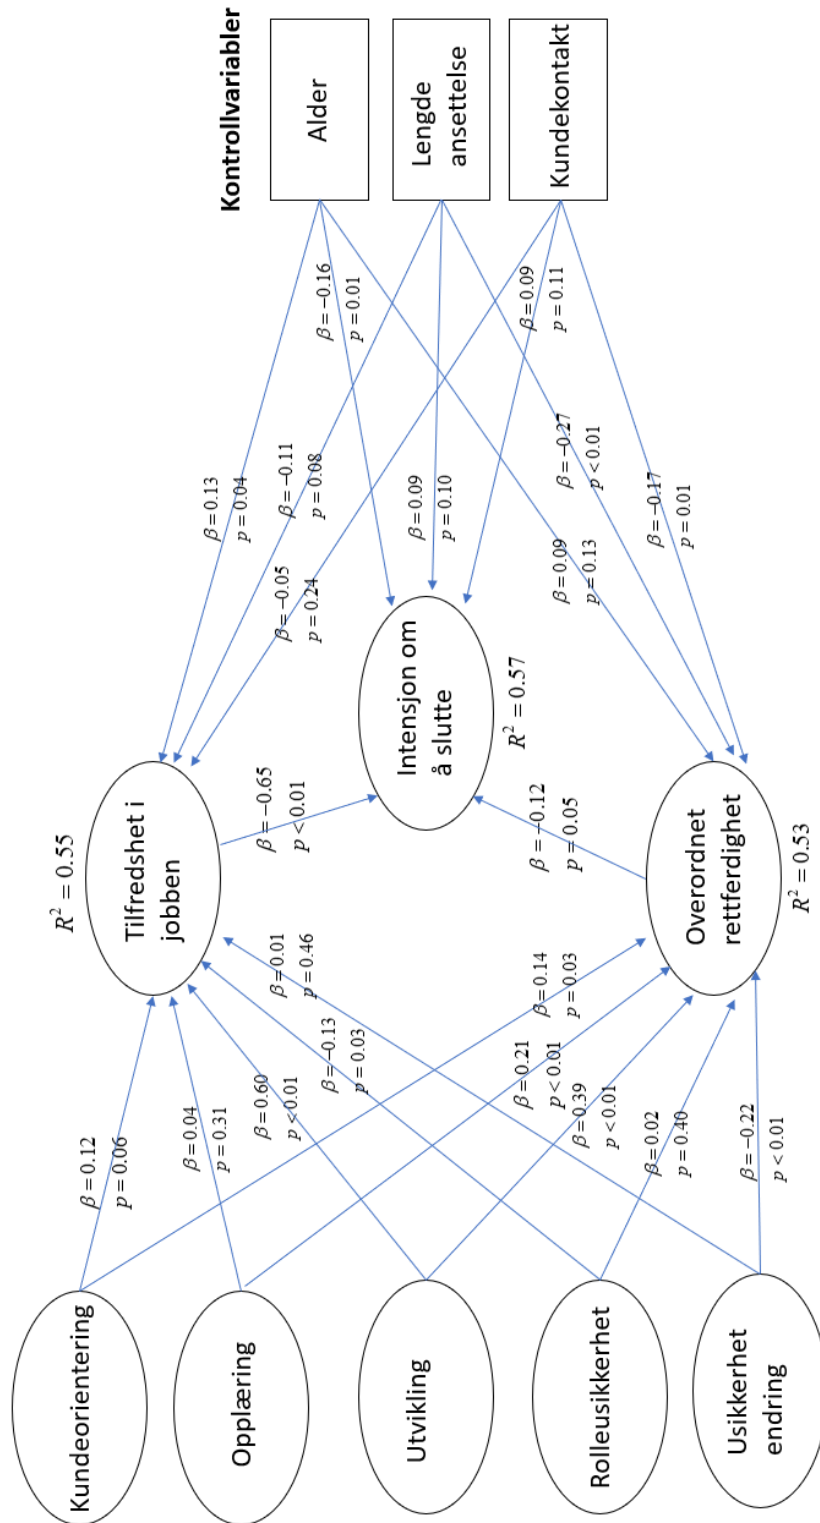 Kontrollvariabler
Kundeorientering
Opplæring
Utvikling
Rolleusikkerhet
Usikkerhet
endring
β = 0.12
p = 0.06
β = 0.04
p = 0.31
β = 0.60
p < 0.01
β = −0.13
p = 0.03
β = 0.01
p = 0.46
β = 0.14
p = 0.03
β = 0.21
p < 0.01
β = 0.39
p < 0.01
β = 0.02
p = 0.40
β = −0.22
p < 0.01
R² = 0.55
Tilfredshet i
jobben
β = −0.65
p < 0.01
Intensjon om
å slutte
R² = 0.57
β = −0.12
p = 0.05
Overordnet
rettferdighet
R² = 0.53
β = 0.13
p = 0.04
β = −0.11
p = 0.08
β = −0.05
p = 0.24
β = −0.16
p = 0.01
β = 0.09
p = 0.10
β = 0.09
p = 0.11
β = 0.09
p = 0.13
β = −0.27
p < 0.01
β = −0.17
p = 0.01
Alder
Lengde
ansettelse
Kundekontakt